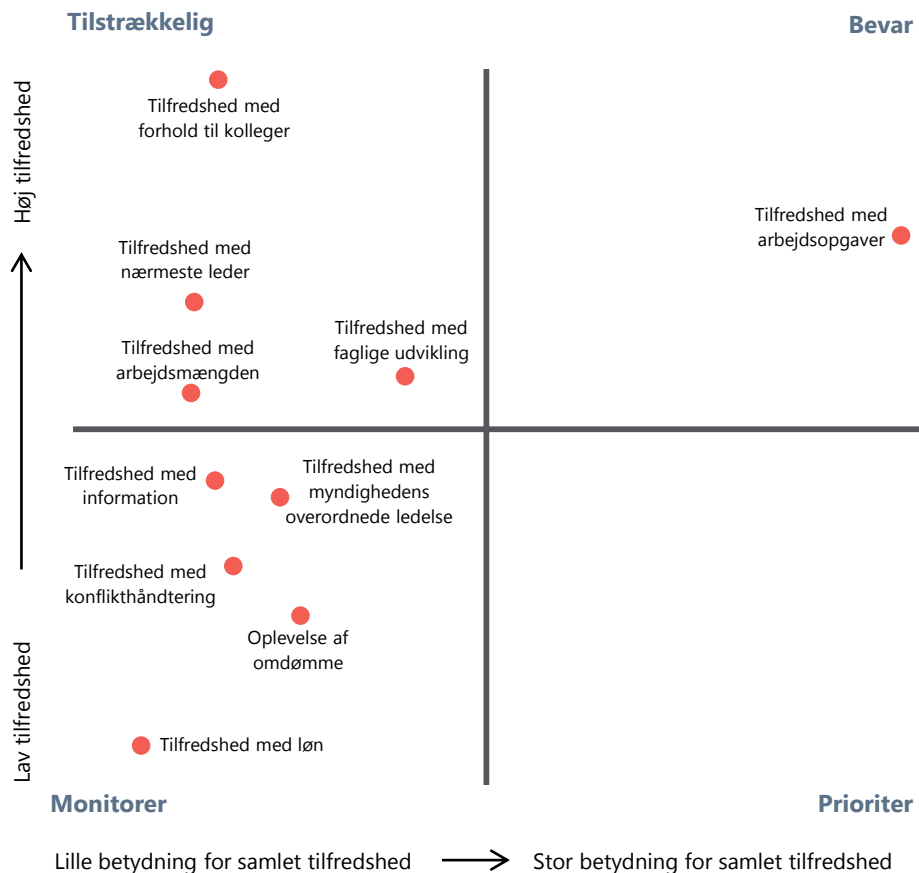 Tilstrækkelig
Bevar
Høj tilfredshed
Tilfredshed med
forhold til kolleger
Tilfredshed med
arbejdsopgaver
Tilfredshed med
nærmeste leder
Tilfredshed med
faglige udvikling
Tilfredshed med
arbejdsmængden
Tilfredshed med
information
Tilfredshed med
myndighedens
overordnede ledelse
Tilfredshed med
konflikthåndtering
Oplevelse af
omdømme
Lav tilfredshed
Tilfredshed med løn
Monitorer
Prioriter
Lille betydning for samlet tilfredshed
Stor betydning for samlet tilfredshed